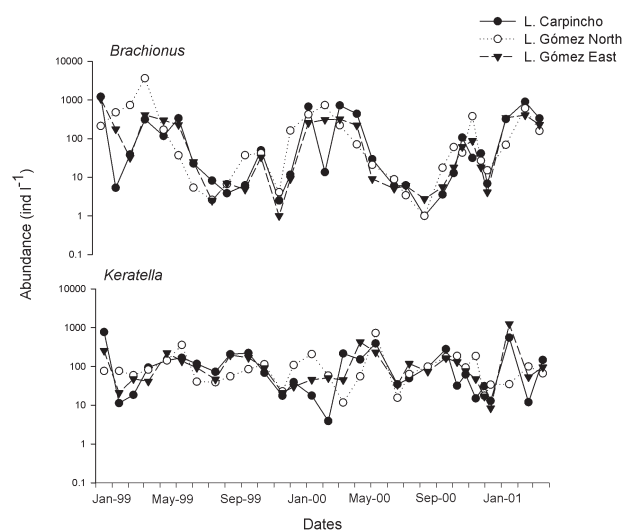 L. Carpincho
L. Gómez North
L. Gómez East
Brachionus
10000
1000
100
10
1
0.1
Abundance (ind l⁻¹)
Keratella
10000
1000
100
10
1
0.1
Jan-99 May-99 Sep-99 Jan-00 May-00 Sep-00 Jan-01
Dates